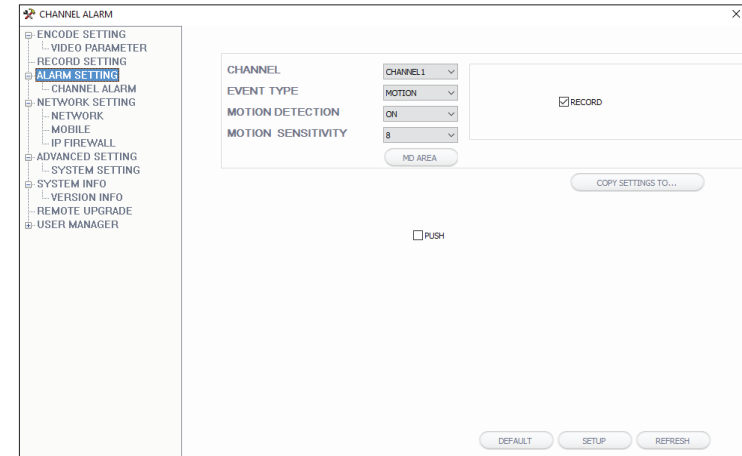 CHANNEL ALARM
ENCODE SETTING
VIDEO PARAMETER
RECORD SETTING
ALARM SETTING
CHANNEL ALARM
NETWORK SETTING
NETWORK
MOBILE
IP FIREWALL
ADVANCED SETTING
SYSTEM SETTING
SYSTEM INFO
VERSION INFO
REMOTE UPGRADE
USER MANAGER
CHANNEL CHANNEL1
EVENT TYPE MOTION
MOTION DETECTION ON
MOTION SENSITIVITY 8
MD AREA
RECORD
COPY SETTINGS TO...
PUSH
DEFAULT SETUP REFRESH